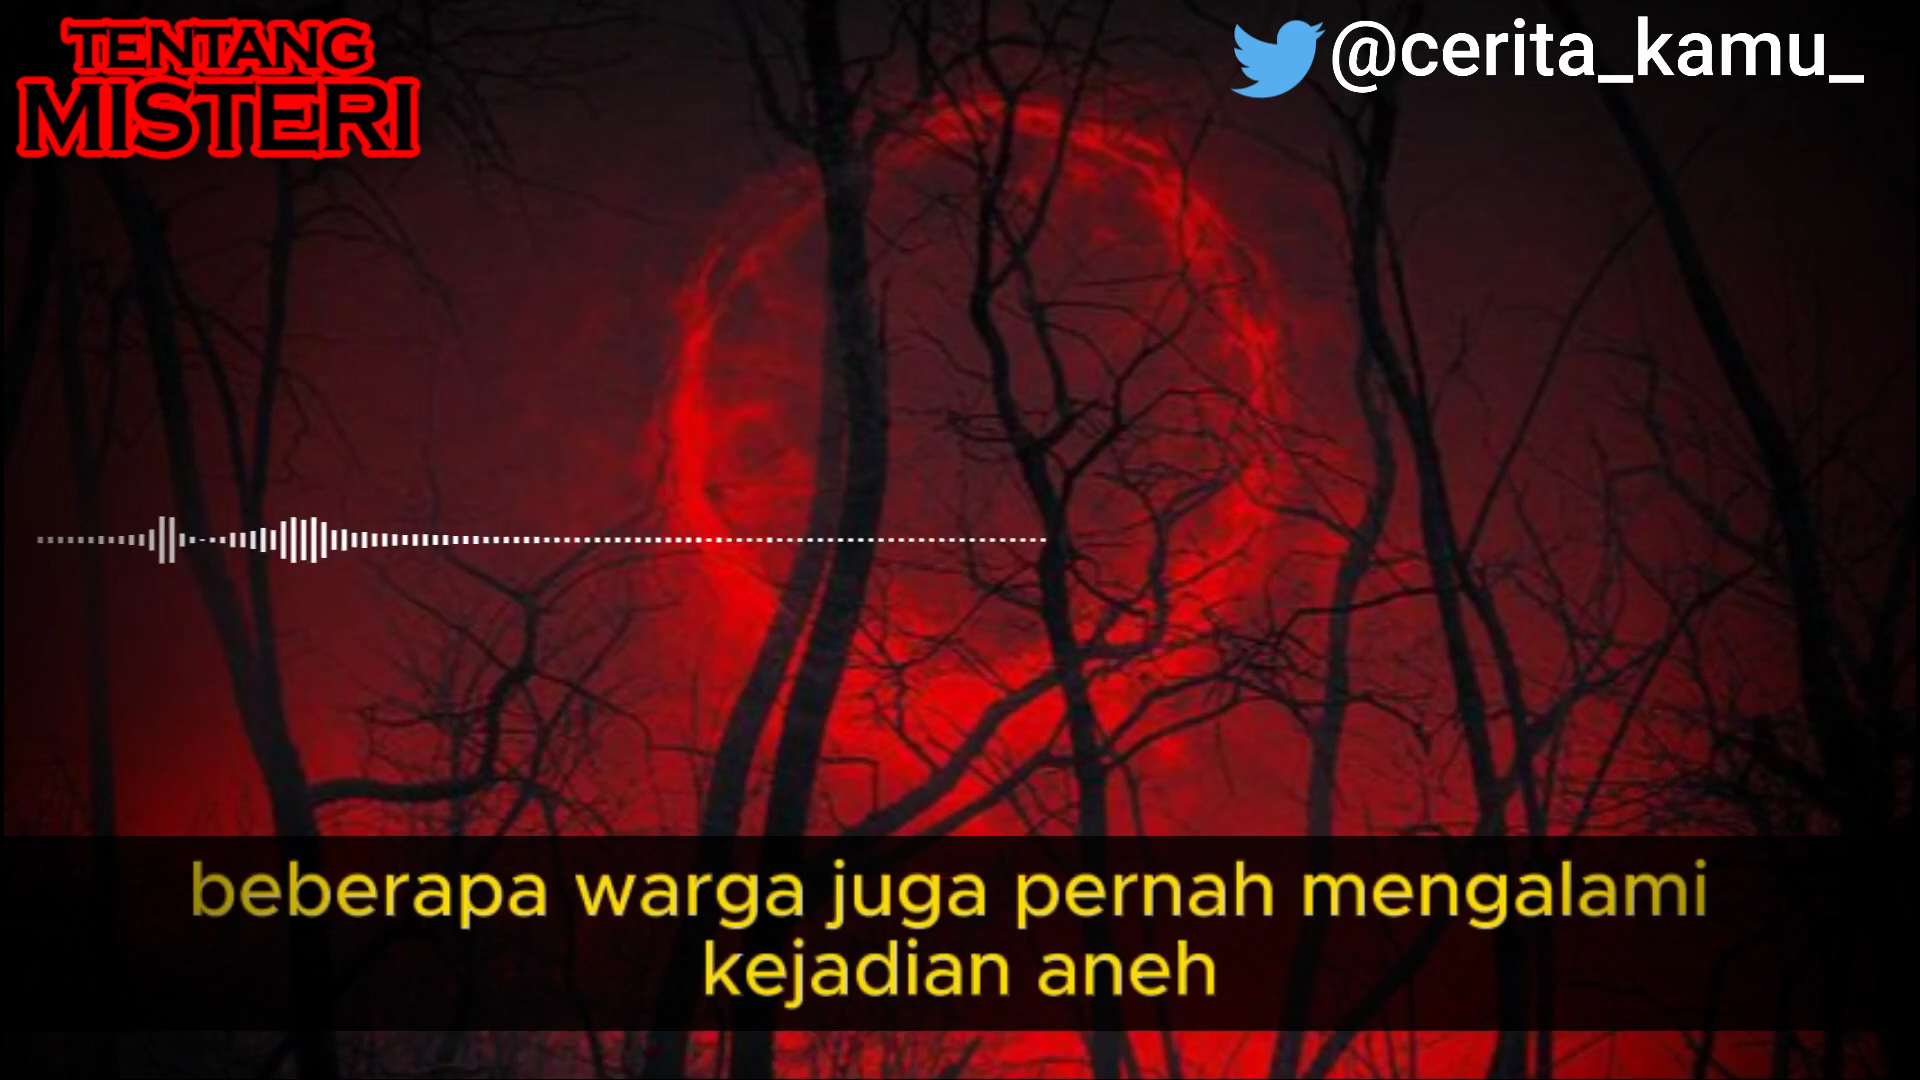 TENTANG
MISTERI
@cerita_kamu_
beberapa warga juga pernah mengalami
kejadian aneh